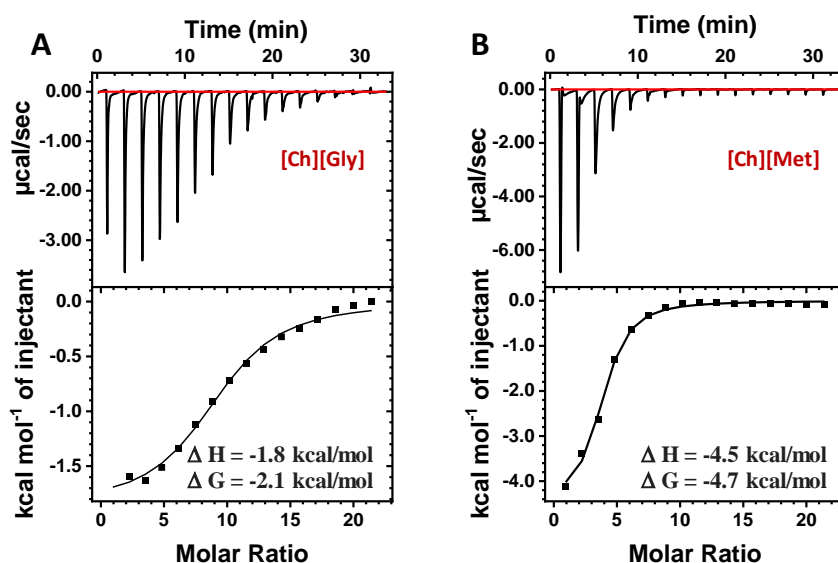 A
Time (min)
0 10 20 30
0.00
-1.00
-2.00
-3.00
µcal/sec
[Ch][Gly]
0.0
-0.5
-1.0
-1.5
kcal mol⁻¹ of injectant
Δ H = -1.8 kcal/mol
Δ G = -2.1 kcal/mol
0 5 10 15 20
Molar Ratio
B
Time (min)
0 10 20 30
0.00
-2.00
-4.00
-6.00
µcal/sec
[Ch][Met]
0.0
-1.0
-2.0
-3.0
-4.0
kcal mol⁻¹ of injectant
Δ H = -4.5 kcal/mol
Δ G = -4.7 kcal/mol
0 5 10 15 20
Molar Ratio